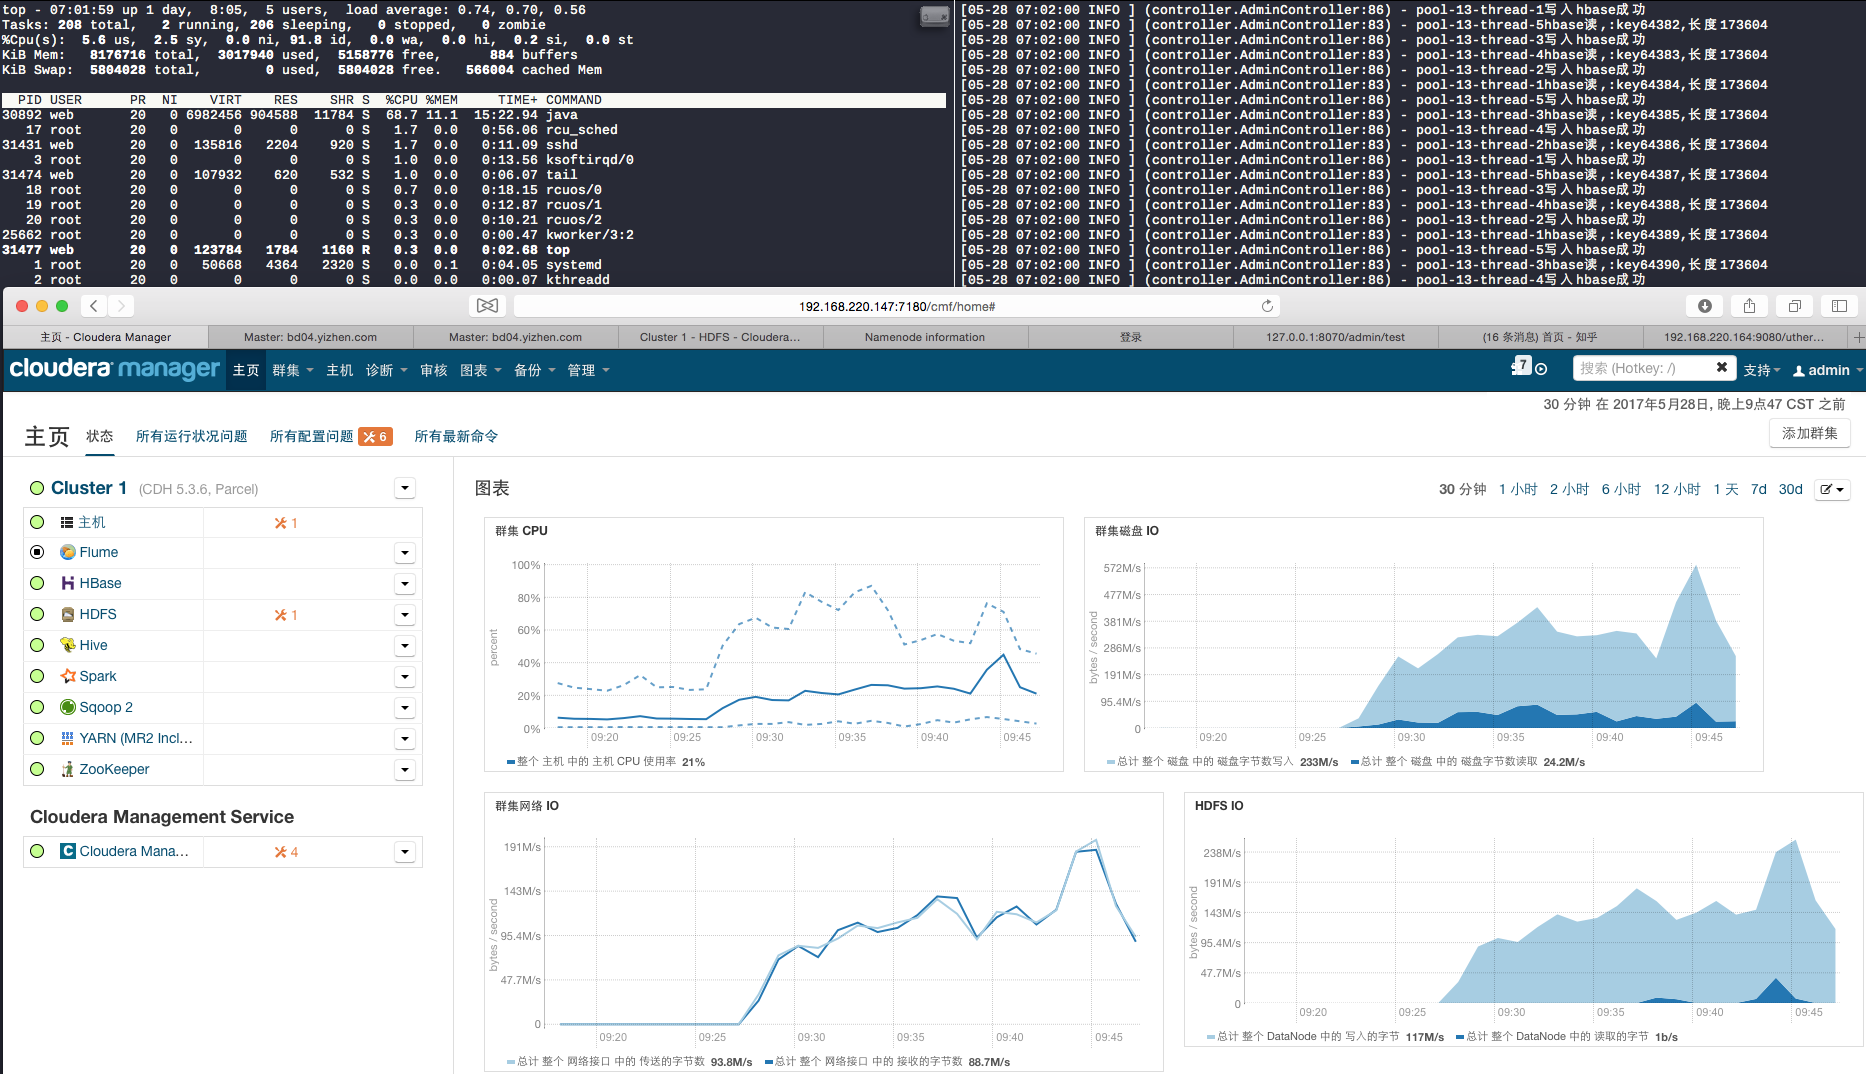 top - 07:01:59 up 1 day,  8:05,  5 users,  load average: 0.74, 0.70, 0.56
Tasks: 208 total,   2 running, 206 sleeping,   0 stopped,   0 zombie
%Cpu(s):  5.6 us,  2.5 sy,  0.0 ni, 91.8 id,  0.0 wa,  0.0 hi,  0.2 si,  0.0 st
KiB Mem:   8176716 total,  3017940 used,  5158776 free,      884 buffers
KiB Swap:  5804028 total,        0 used,  5804028 free.   566004 cached Mem
PID USER PR NI VIRT RES SHR S %CPU %MEM TIME+ COMMAND
30892 web 20 0 6982456 904588 11784 S 68.7 11.1 15:22.94 java
17 root 20 0 0 0 0 S 1.7 0.0 0:56.06 rcu_sched
31431 web 20 0 135816 2204 920 S 1.7 0.0 0:11.09 sshd
3 root 20 0 0 0 0 S 1.0 0.0 0:13.56 ksoftirqd/0
31474 web 20 0 107932 620 532 S 1.0 0.0 0:06.07 tail
18 root 20 0 0 0 0 S 0.7 0.0 0:18.15 rcuos/0
19 root 20 0 0 0 0 S 0.3 0.0 0:12.87 rcuos/1
20 root 20 0 0 0 0 S 0.3 0.0 0:10.21 rcuos/2
25662 root 20 0 0 0 0 S 0.3 0.0 0:00.47 kworker/3:2
31477 web 20 0 123784 1784 1160 R 0.3 0.0 0:02.68 top
1 root 20 0 50668 4364 2320 S 0.0 0.1 0:04.05 systemd
2 root 20 0 0 0 0 S 0.0 0.0 0:00.07 kthreadd
[05-28 07:02:00 INFO ] (controller.AdminController:86) - pool-13-thread-1写入hbase成功
[05-28 07:02:00 INFO ] (controller.AdminController:83) - pool-13-thread-5hbase读,:key64382,长度173604
[05-28 07:02:00 INFO ] (controller.AdminController:86) - pool-13-thread-3写入hbase成功
[05-28 07:02:00 INFO ] (controller.AdminController:83) - pool-13-thread-4hbase读,:key64383,长度173604
[05-28 07:02:00 INFO ] (controller.AdminController:86) - pool-13-thread-2写入hbase成功
[05-28 07:02:00 INFO ] (controller.AdminController:83) - pool-13-thread-1hbase读,:key64384,长度173604
[05-28 07:02:00 INFO ] (controller.AdminController:86) - pool-13-thread-5写入hbase成功
[05-28 07:02:00 INFO ] (controller.AdminController:83) - pool-13-thread-3hbase读,:key64385,长度173604
[05-28 07:02:00 INFO ] (controller.AdminController:86) - pool-13-thread-4写入hbase成功
[05-28 07:02:00 INFO ] (controller.AdminController:83) - pool-13-thread-2hbase读,:key64386,长度173604
[05-28 07:02:00 INFO ] (controller.AdminController:86) - pool-13-thread-1写入hbase成功
[05-28 07:02:00 INFO ] (controller.AdminController:83) - pool-13-thread-5hbase读,:key64387,长度173604
[05-28 07:02:00 INFO ] (controller.AdminController:86) - pool-13-thread-3写入hbase成功
[05-28 07:02:00 INFO ] (controller.AdminController:83) - pool-13-thread-4hbase读,:key64388,长度173604
[05-28 07:02:00 INFO ] (controller.AdminController:86) - pool-13-thread-2写入hbase成功
[05-28 07:02:00 INFO ] (controller.AdminController:83) - pool-13-thread-1hbase读,:key64389,长度173604
[05-28 07:02:00 INFO ] (controller.AdminController:86) - pool-13-thread-5写入hbase成功
[05-28 07:02:00 INFO ] (controller.AdminController:83) - pool-13-thread-3hbase读,:key64390,长度173604
[05-28 07:02:00 INFO ] (controller.AdminController:86) - pool-13-thread-4写入hbase成功
192.168.220.147:7180/cmf/home#
主页 - Cloudera Manager
Master: bd04.yizhen.com
Master: bd04.yizhen.com
Cluster 1 - HDFS - Cloudera...
Namenode information
登录
127.0.0.1:8070/admin/test
(16 条消息) 首页 - 知乎
192.168.220.164:9080/uther...
cloudera manager 主页 群集 主机 诊断 审核 图表 备份 管理 7 搜索 (Hotkey: /) 支持 admin
30 分钟 在 2017年5月28日, 晚上9点47 CST 之前
主页 状态 所有运行状况问题 所有配置问题 6 所有最新命令 添加群集
Cluster 1 (CDH 5.3.6, Parcel)
主机 1
Flume
HBase
HDFS 1
Hive
Spark
Sqoop 2
YARN (MR2 Incl...
ZooKeeper
Cloudera Management Service
Cloudera Mana... 4
图表 30 分钟 1 小时 2 小时 6 小时 12 小时 1 天 7d 30d
群集 CPU
percent
100%
80%
60%
40%
20%
0%
09:20 09:25 09:30 09:35 09:40 09:45
整个 主机 中的 主机 CPU 使用率 21%
群集磁盘 IO
bytes / second
572M/s
477M/s
381M/s
286M/s
191M/s
95.4M/s
0
09:20 09:25 09:30 09:35 09:40 09:45
总计 整个 磁盘 中的 磁盘字节数写入 233M/s 总计 整个 磁盘 中的 磁盘字节数读取 24.2M/s
群集网络 IO
bytes / second
191M/s
143M/s
95.4M/s
47.7M/s
0
09:20 09:25 09:30 09:35 09:40 09:45
总计 整个 网络接口 中的 传送的字节数 93.8M/s 总计 整个 网络接口 中的 接收的字节数 88.7M/s
HDFS IO
bytes / second
238M/s
191M/s
143M/s
95.4M/s
47.7M/s
0
09:20 09:25 09:30 09:35 09:40 09:45
总计 整个 DataNode 中的 写入的字节 117M/s 总计 整个 DataNode 中的 读取的字节 1b/s